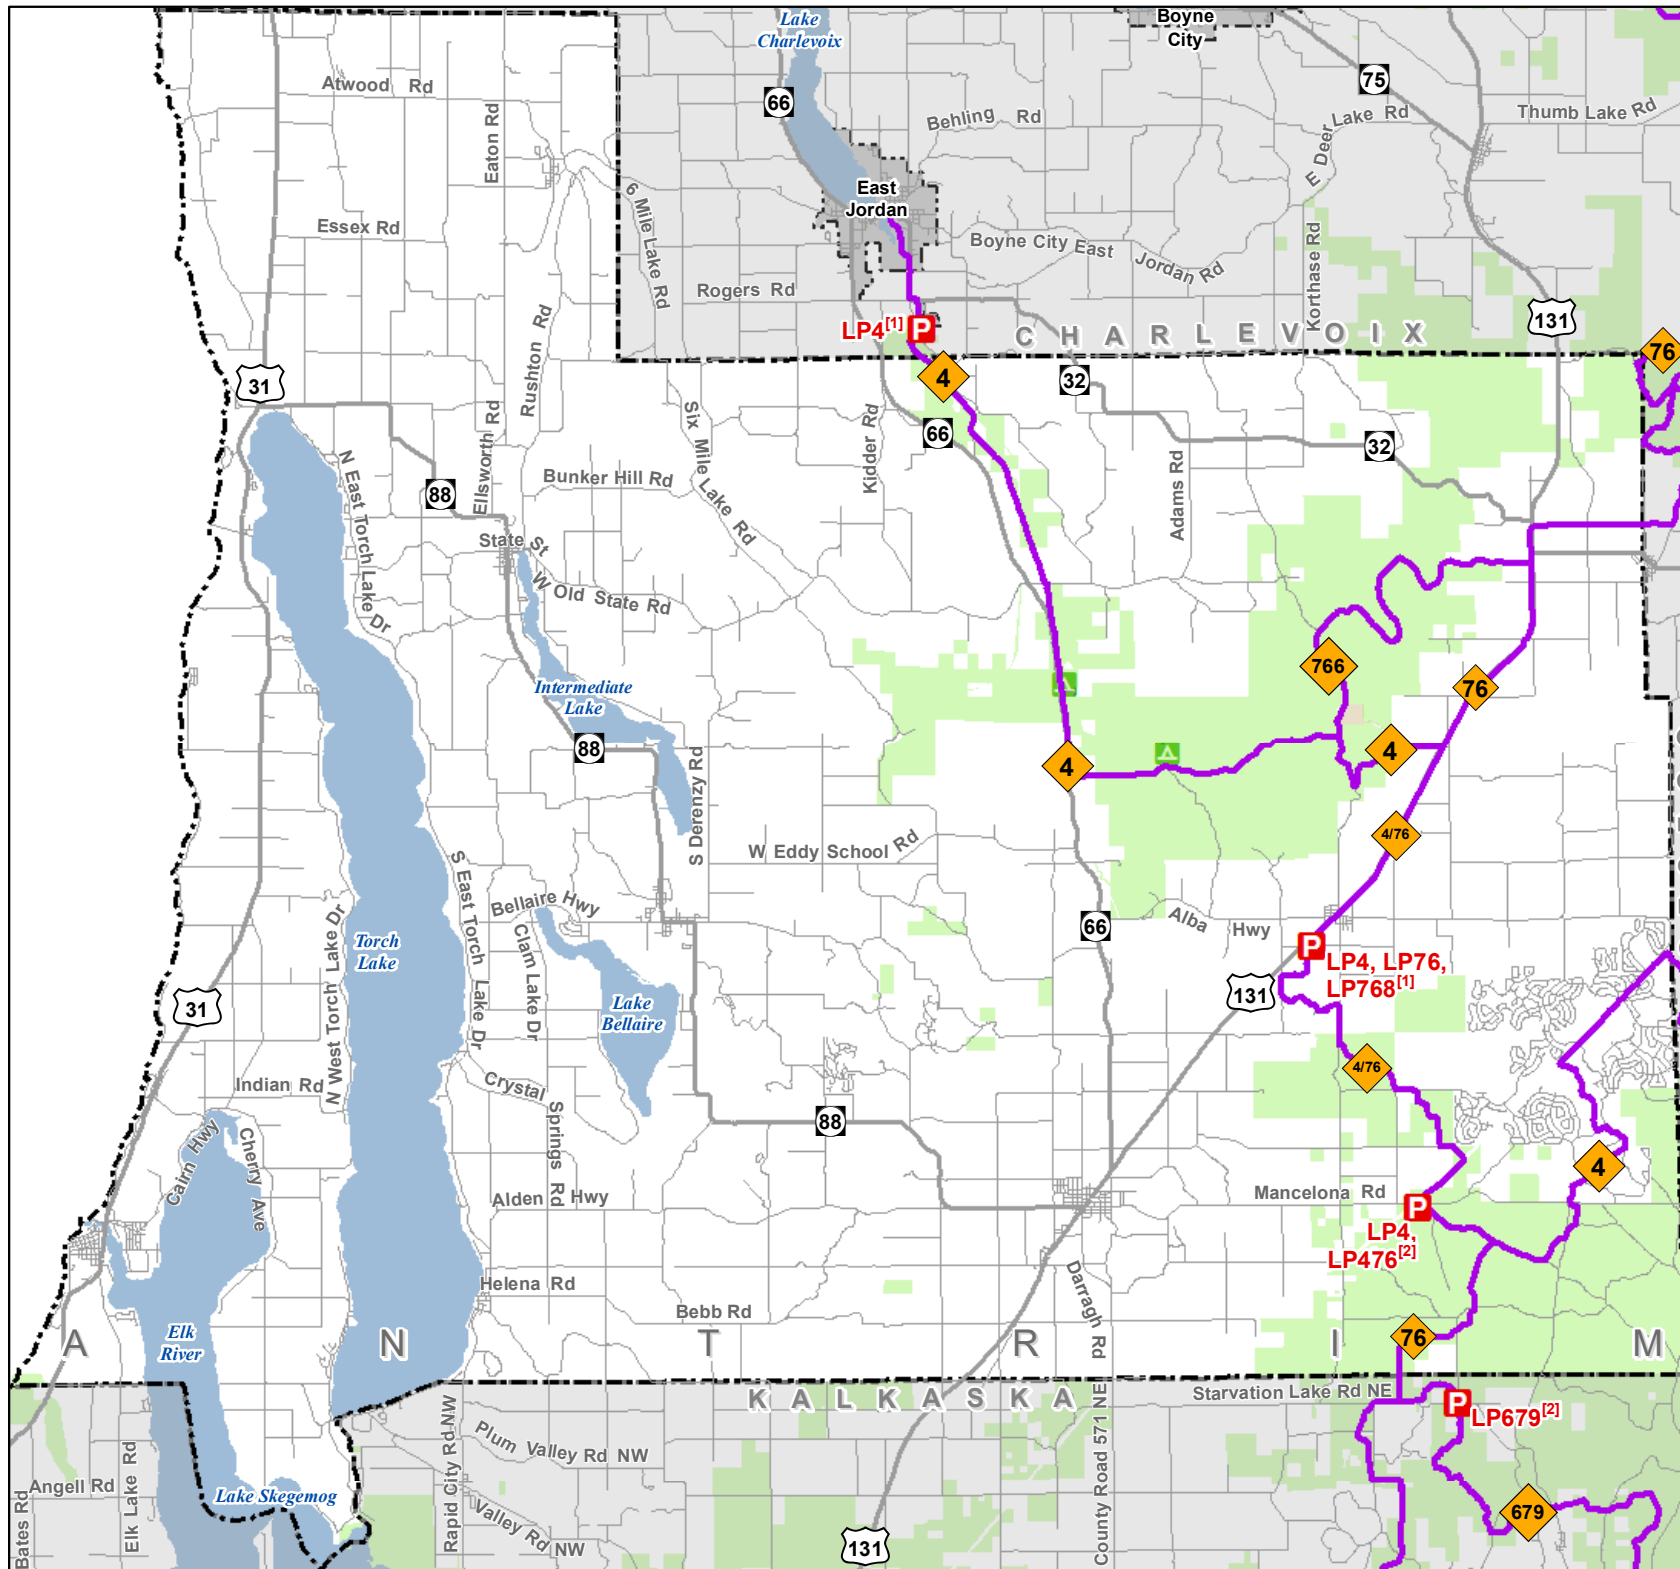 Lake
Charlevoix
Boyne
City
75
Atwood Rd
66
Eaton Rd
Behling Rd
E Deer Lake Rd
Thumb Lake Rd
East
Jordan
6 Mile Lake Rd
Essex Rd
Boyne City East Jordan Rd
Korthase Rd
Rogers Rd
LP4[1]
P
CHARLEVOIX
131
76
31
Rushton Rd
4
32
66
Kidder Rd
Six Mile Lake Rd
32
Ellsworth Rd
Bunker Hill Rd
N East Torch Lake Dr
88
Adams Rd
State St
W Old State Rd
766
76
Intermediate
Lake
88
4
4
S Derenzy Rd
4/76
W Eddy School Rd
S East Torch Lake Dr
Bellaire Hwy
Clam Lake Dr
66
Alba Hwy
N West Torch Lake Dr
Torch
Lake
P
LP4, LP76,
LP768[1]
131
31
Lake
Bellaire
4/76
Indian Rd
Crystal Springs Rd
88
Cairn Hwy
Cherry Ave
4
Alden Hwy
Mancelona Rd
P
LP4,
LP476[2]
Helena Rd
Darragh Rd
Bebb Rd
Elk
River
76
ANTRIM
KALKASKA
Starvation Lake Rd NE
P
LP679[2]
Rapid City Rd NW
Plum Valley Rd NW
County Road 571 NE
Elk Lake Rd
Angell Rd
Bates Rd
Lake Skegemog
Valley Rd NW
131
679